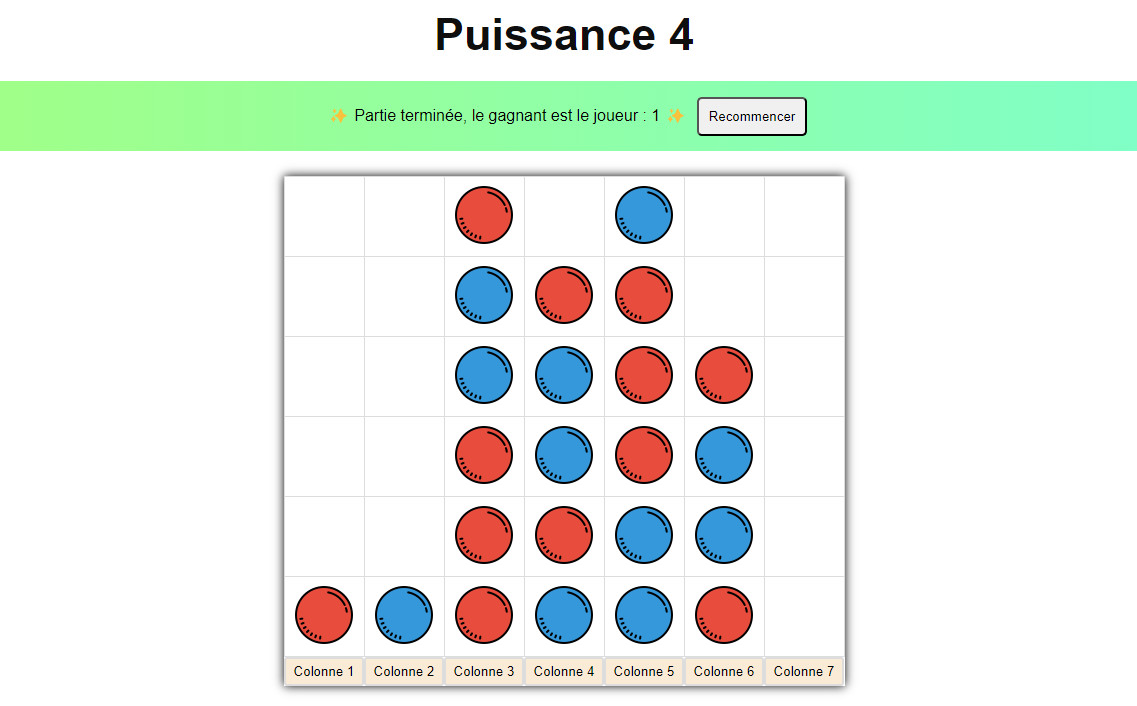 Puissance 4
✨ Partie terminée, le gagnant est le joueur : 1 ✨ Recommencer
Colonne 1 Colonne 2 Colonne 3 Colonne 4 Colonne 5 Colonne 6 Colonne 7